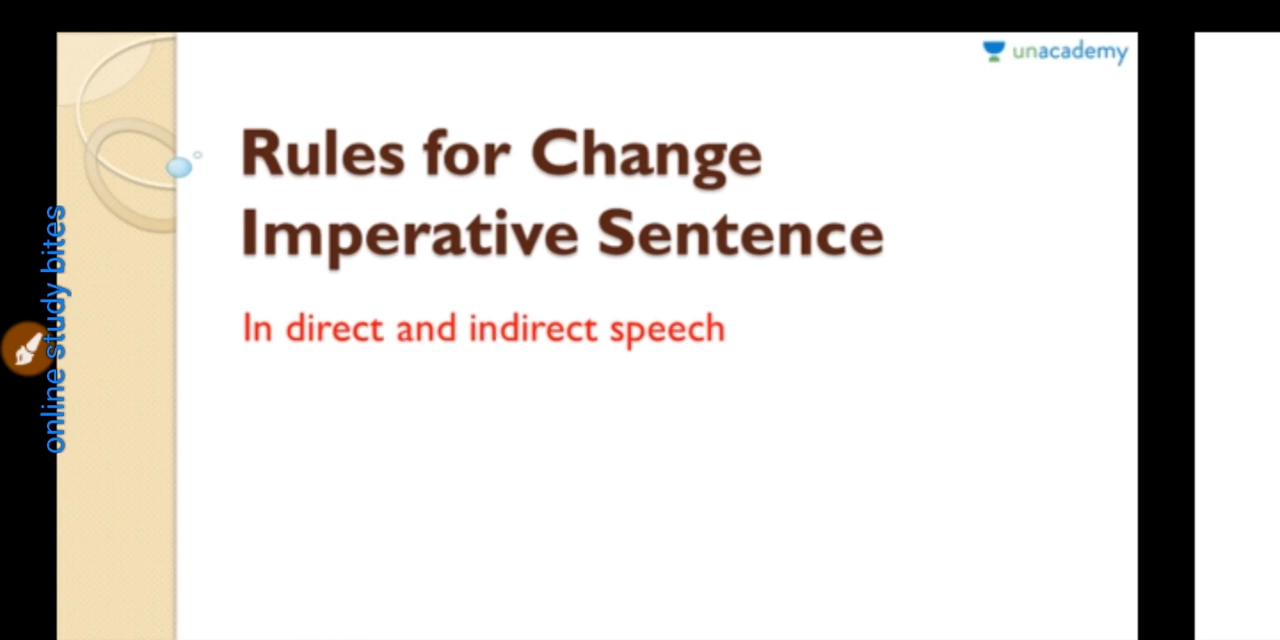 unacademy
Rules for Change
Imperative Sentence
In direct and indirect speech
online study bites